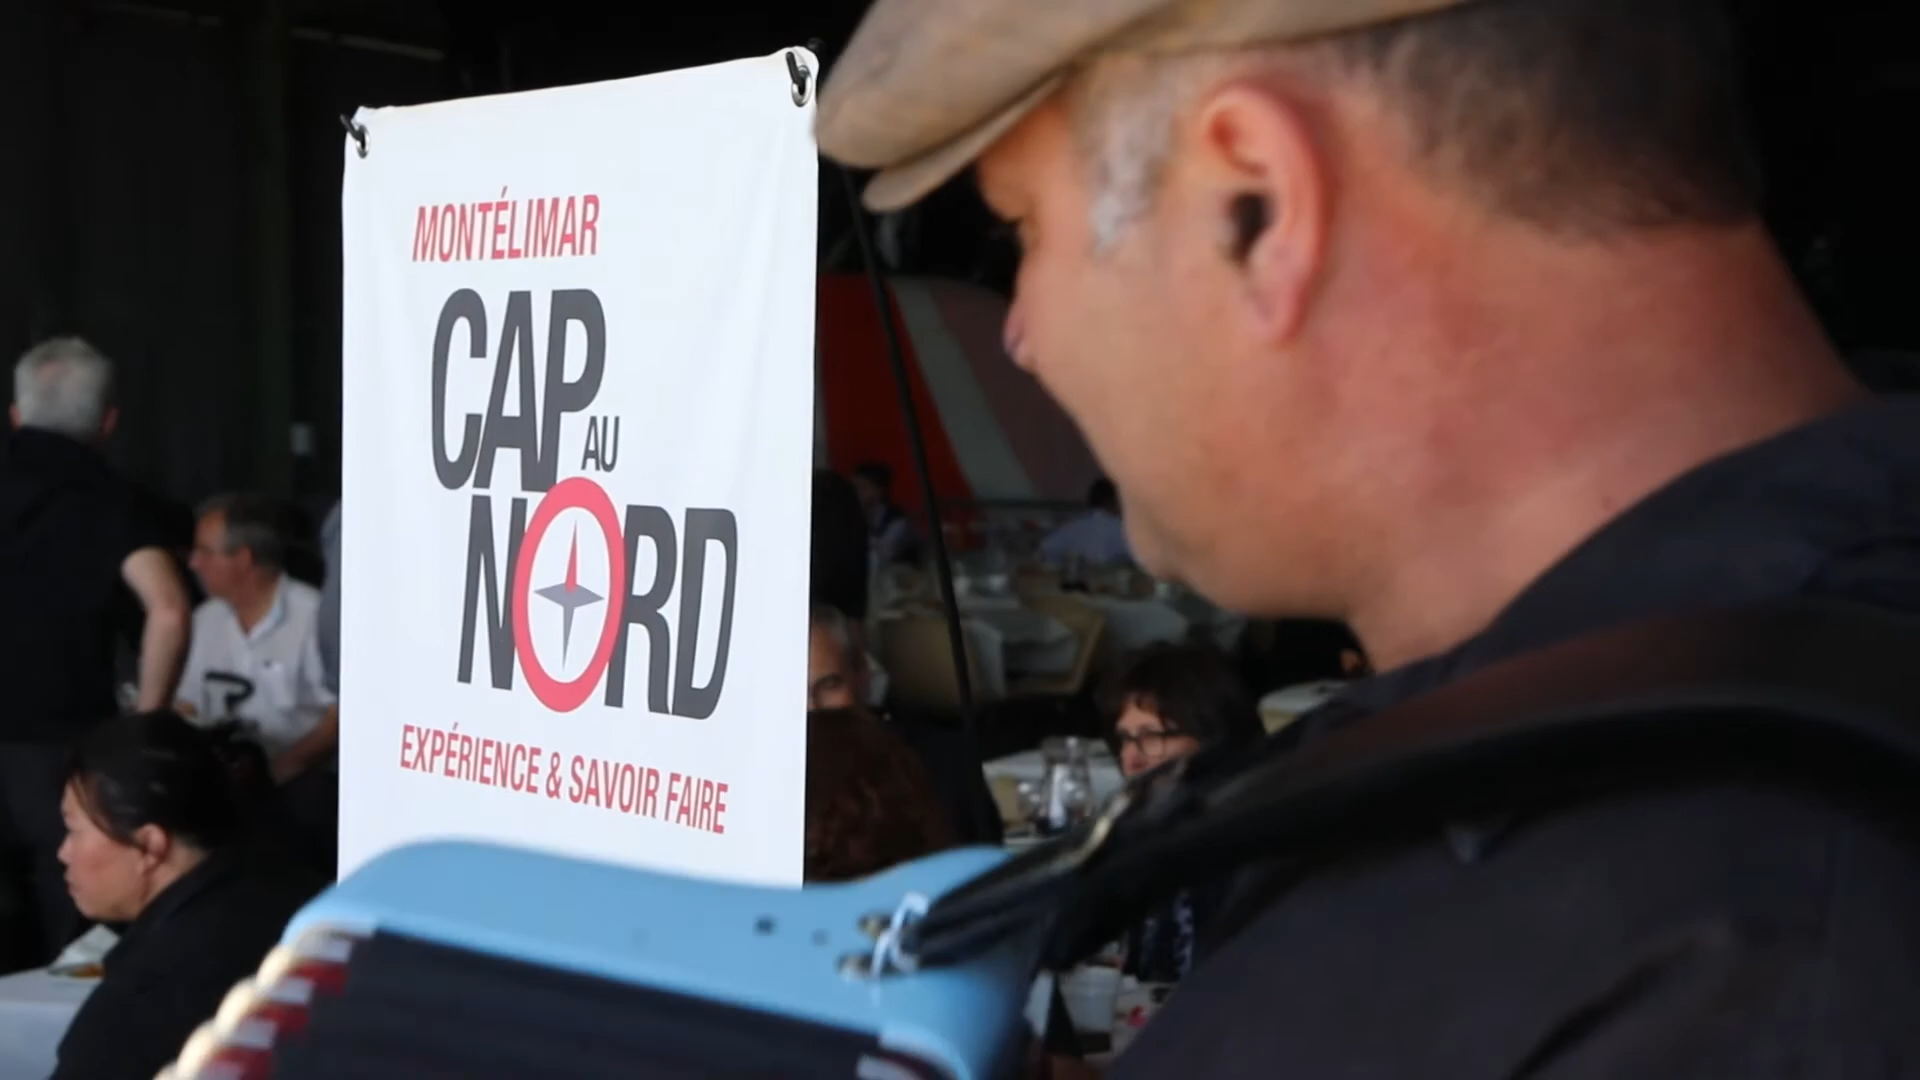 MONTÉLIMAR
CAP
AU
NORD
EXPÉRIENCE & SAVOIR FAIRE